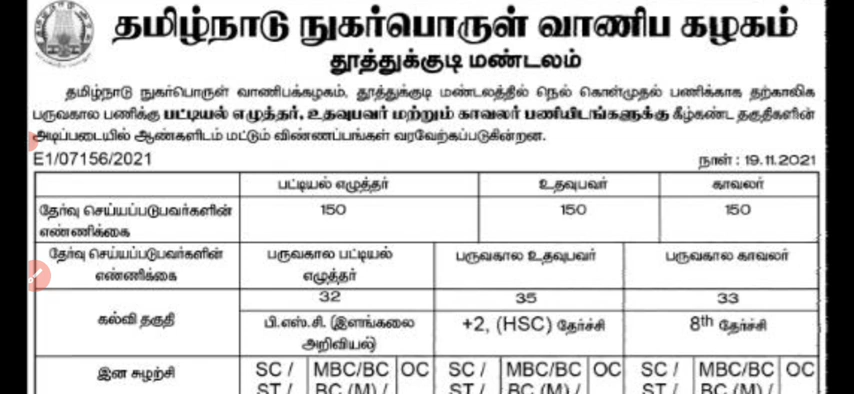 தமிழ்நாடு நுகர்பொருள் வாணிப கழகம்
தூத்துக்குடி மண்டலம்
தமிழ்நாடு நுகர்பொருள் வாணிபக்கழகம், தூத்துக்குடி மண்டலத்தில் நெல் கொள்முதல் பணிக்காக தற்காலிக
பருவகால பணிக்கு பட்டியல் எழுத்தர், உதவுபவர் மற்றும் காவலர் பணியிடங்களுக்கு கீழ்கண்ட தகுதிகளின்
அடிப்படையில் ஆண்களிடம் மட்டும் விண்ணப்பங்கள் வரவேற்கப்படுகின்றன.
E1/07156/2021 நாள் : 19.11.2021
பட்டியல் எழுத்தர் உதவுபவர் காவலர்
தேர்வு செய்யப்படுபவர்களின் 150 150 150
எண்ணிக்கை
தேர்வு செய்யப்படுபவர்களின் பருவகால பட்டியல் பருவகால உதவுபவர் பருவகால காவலர்
எண்ணிக்கை எழுத்தர்
32 35 33
கல்வி தகுதி பி.எஸ்.சி. (இளங்கலை +2, (HSC) தேர்ச்சி 8th தேர்ச்சி
அறிவியல்)
இன சுழற்சி SC / MBC/BC OC SC / MBC/BC OC SC / MBC/BC OC
ST / BC (M) / ST / BC (M) / ST / BC (M) /